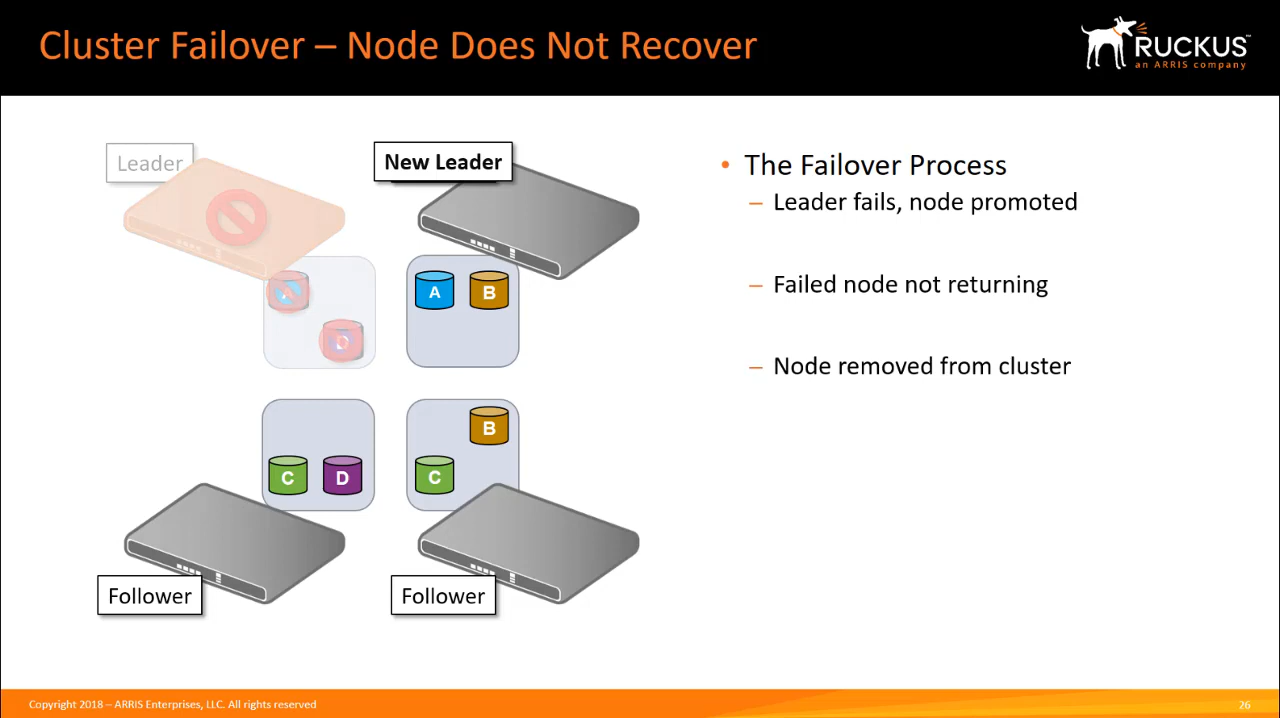 Cluster Failover – Node Does Not Recover
RUCKUS™
an ARRIS company
Leader
New Leader
• The Failover Process
– Leader fails, node promoted
– Failed node not returning
– Node removed from cluster
A
D
A
B
C
D
B
C
Follower
Follower
Copyright 2018 – ARRIS Enterprises, LLC. All rights reserved
26